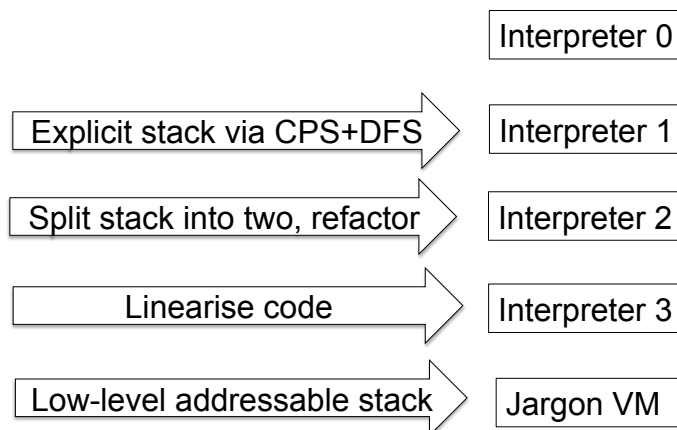 Interpreter 0
Explicit stack via CPS+DFS
Interpreter 1
Split stack into two, refactor
Interpreter 2
Linearise code
Interpreter 3
Low-level addressable stack
Jargon VM